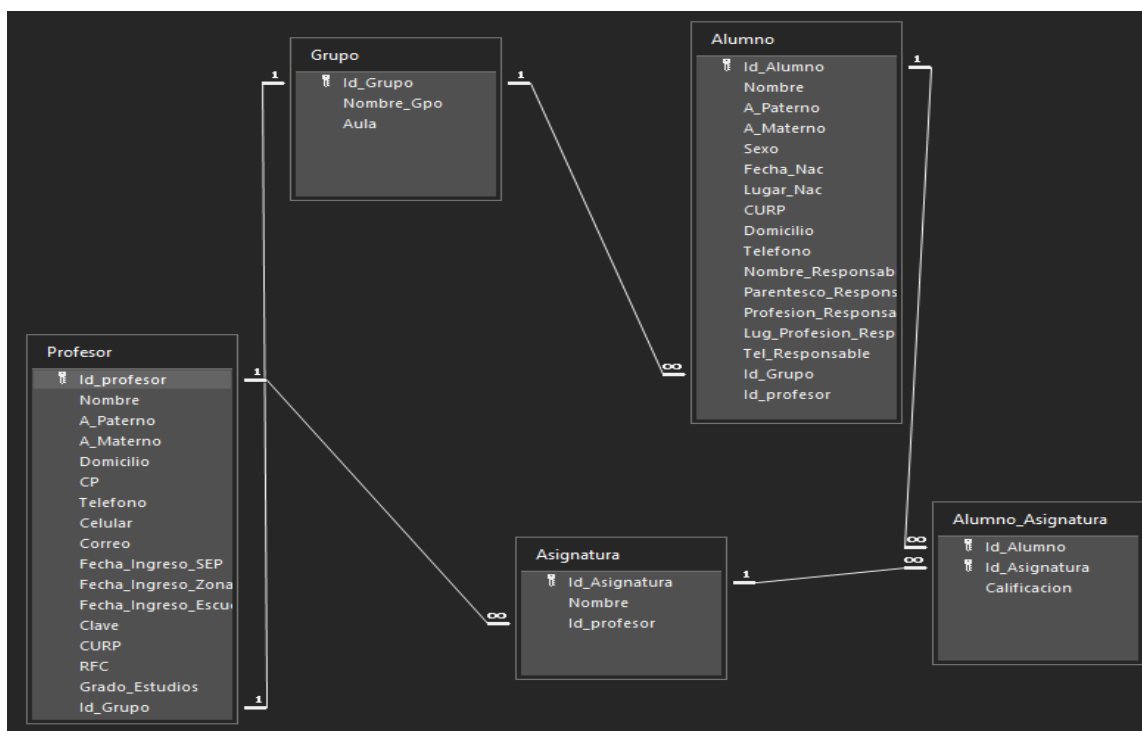 Grupo
Id_Grupo
Nombre_Gpo
Aula
1
1
Alumno
Id_Alumno
Nombre
A_Paterno
A_Materno
Sexo
Fecha_Nac
Lugar_Nac
CURP
Domicilio
Telefono
Nombre_Responsab
Parentesco_Respons
Profesion_Responsa
Lug_Profesion_Resp
Tel_Responsable
Id_Grupo
Id_profesor
1
∞
Profesor
Id_profesor
Nombre
A_Paterno
A_Materno
Domicilio
CP
Telefono
Celular
Correo
Fecha_Ingreso_SEP
Fecha_Ingreso_Zona
Fecha_Ingreso_Escu
Clave
CURP
RFC
Grado_Estudios
Id_Grupo
1
1
Asignatura
Id_Asignatura
Nombre
Id_profesor
∞
1
Alumno_Asignatura
Id_Alumno
Id_Asignatura
Calificacion
∞
∞